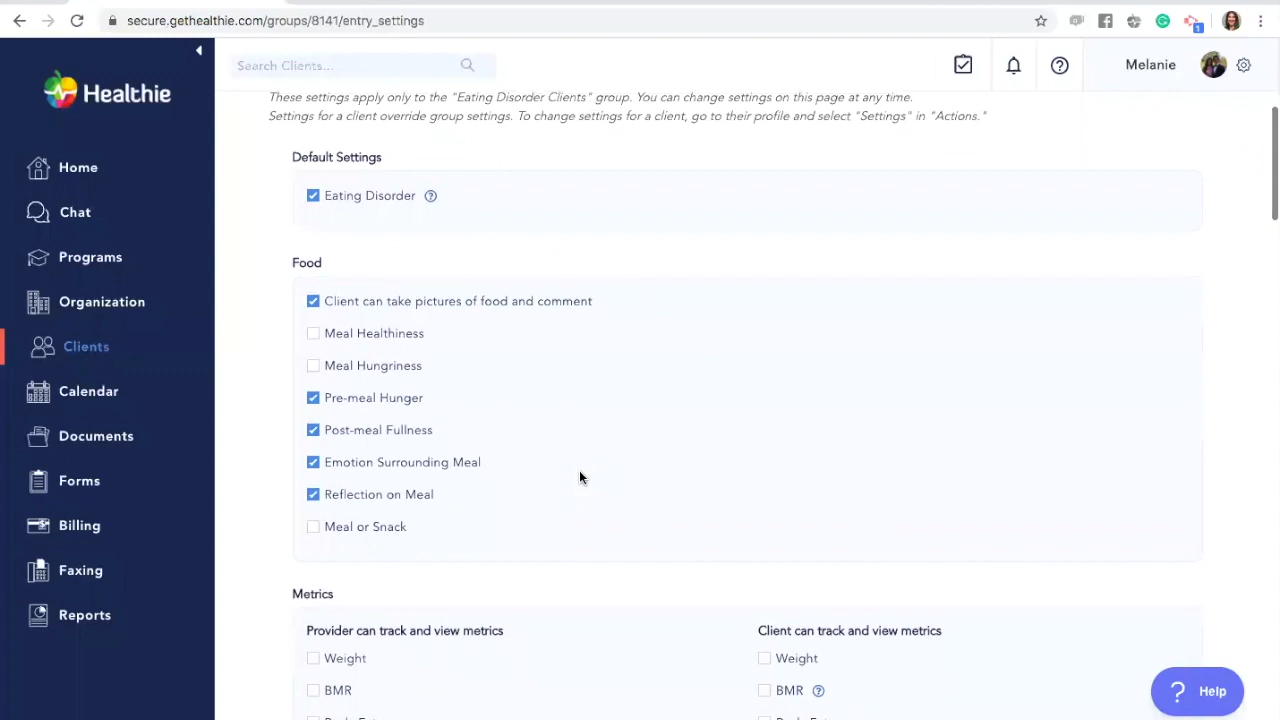 secure.gethealthie.com/groups/8141/entry_settings
1
Healthie
Search Clients...
Melanie
Home
Chat
Programs
Organization
Clients
Calendar
Documents
Forms
Billing
Faxing
Reports
These settings apply only to the "Eating Disorder Clients" group. You can change settings on this page at any time.
Settings for a client override group settings. To change settings for a client, go to their profile and select "Settings" in "Actions."
Default Settings
Eating Disorder ?
Food
Client can take pictures of food and comment
Meal Healthiness
Meal Hungriness
Pre-meal Hunger
Post-meal Fullness
Emotion Surrounding Meal
Reflection on Meal
Meal or Snack
Metrics
Provider can track and view metrics
Weight
BMR
Client can track and view metrics
Weight
BMR ?
? Help